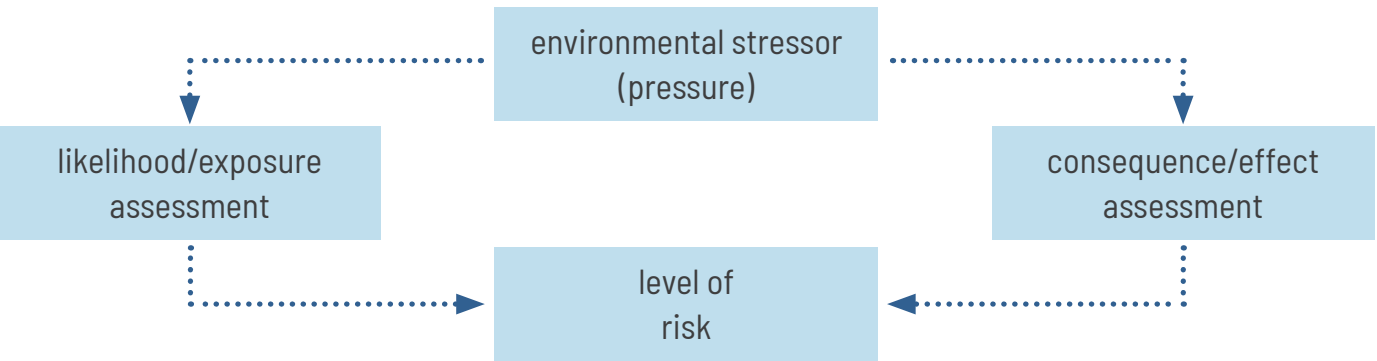 environmental stressor
(pressure)
likelihood/exposure
assessment
consequence/effect
assessment
level of
risk